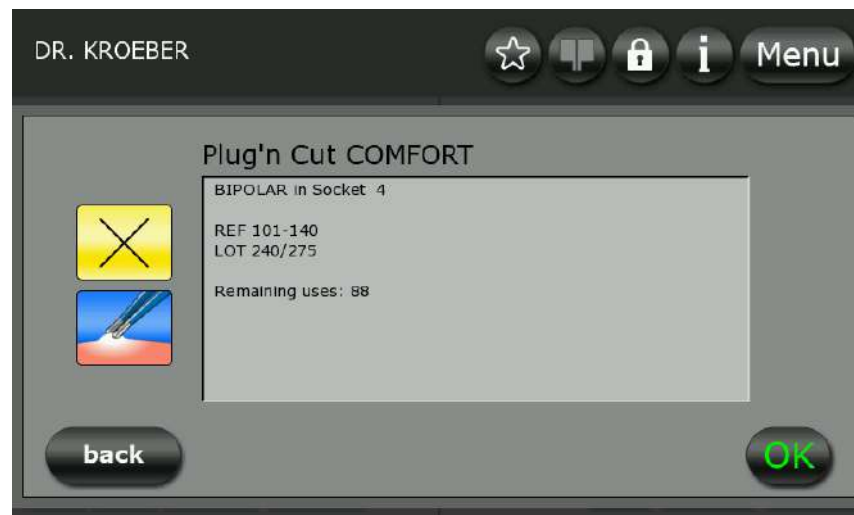 DR. KROEBER
i
Menu
Plug'n Cut COMFORT
BIPOLAR in Socket 4
REF 101-140
LOT 240/275
Remaining uses: 88
back
OK